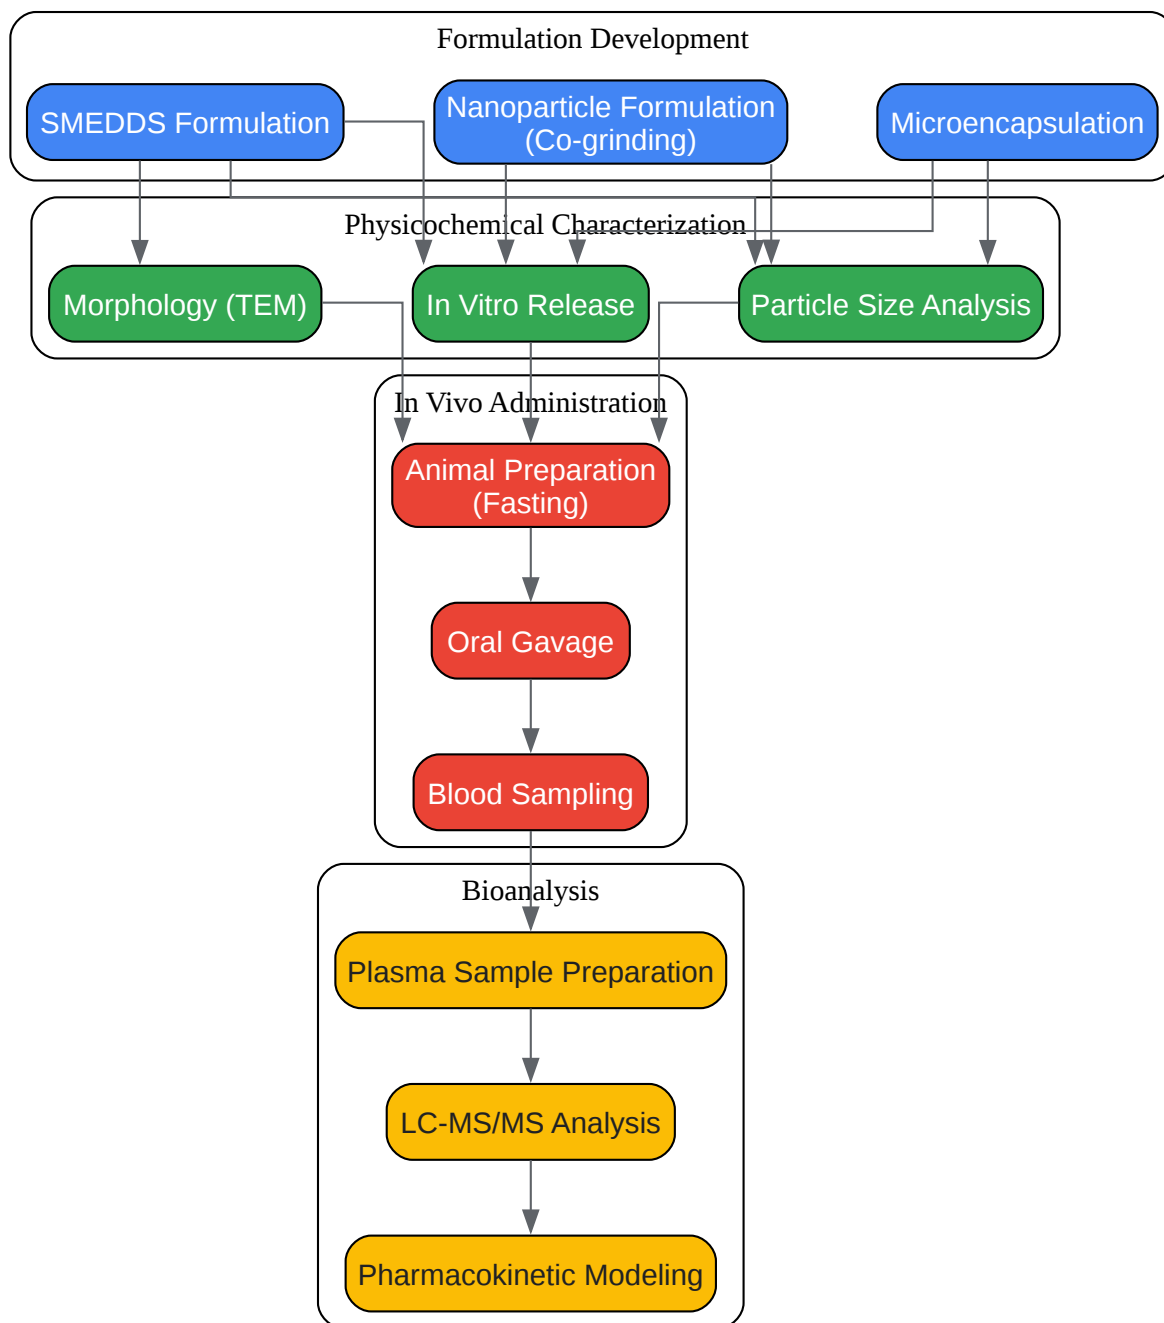 Formulation Development
SMEDDS Formulation
Nanoparticle Formulation
(Co-grinding)
Microencapsulation
Physicochemical Characterization
Morphology (TEM)
In Vitro Release
Particle Size Analysis
In Vivo Administration
Animal Preparation
(Fasting)
Oral Gavage
Blood Sampling
Bioanalysis
Plasma Sample Preparation
LC-MS/MS Analysis
Pharmacokinetic Modeling